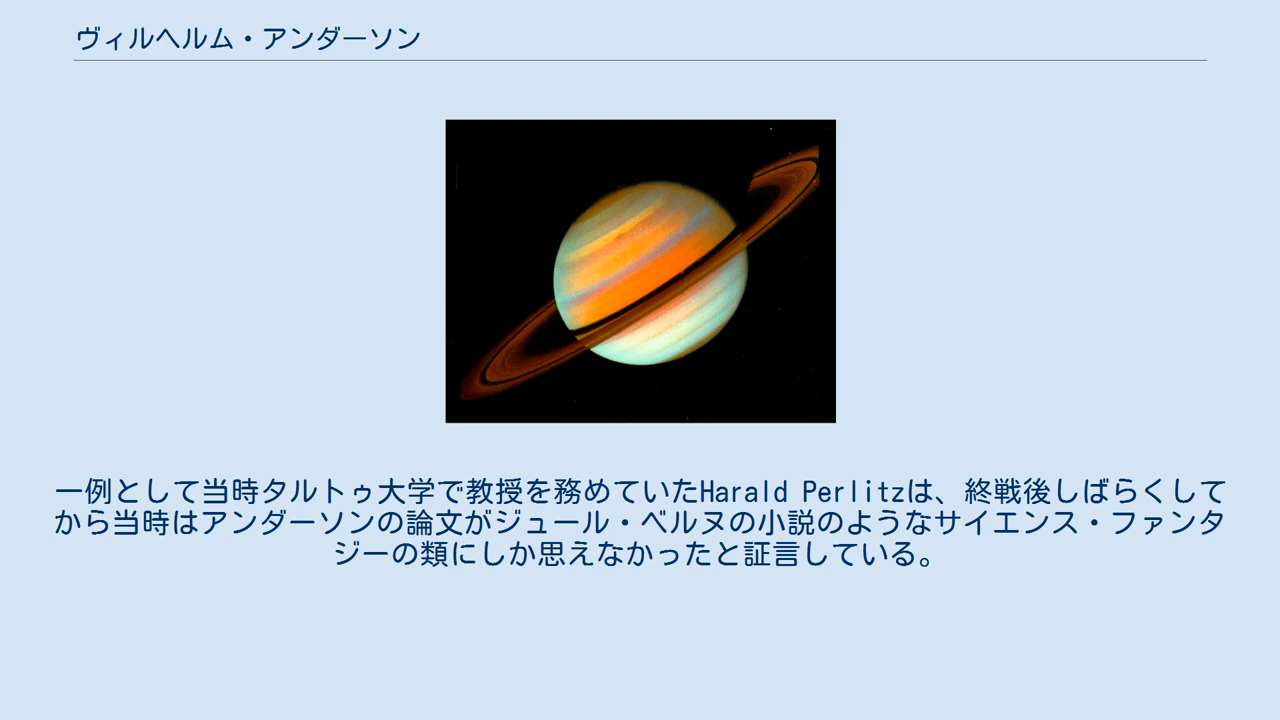 ヴィルヘルム・アンダーソン
一例として当時タルトゥ大学で教授を務めていたHarald Perlitzは、終戦後しばらくして
から当時はアンダーソンの論文がジュール・ベルヌの小説のようなサイエンス・ファンタ
ジーの類にしか思えなかったと証言している。